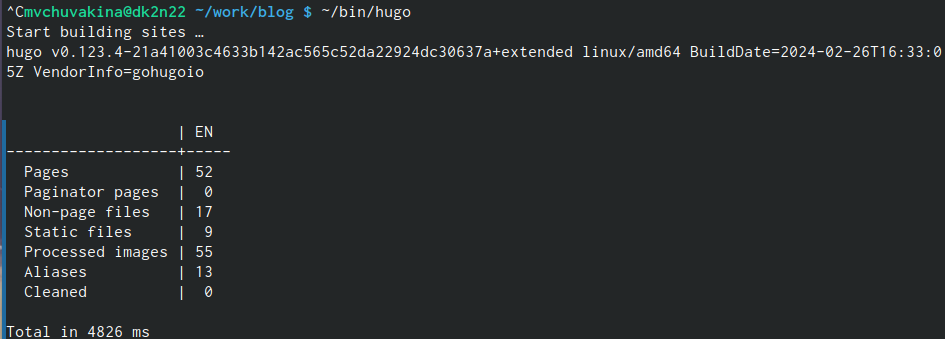 ^Cmvchuvakina@dk2n22 ~/work/blog $ ~/bin/hugo
Start building sites …
hugo v0.123.4-21a41003c4633b142ac565c52da22924dc30637a+extended linux/amd64 BuildDate=2024-02-26T16:33:0
5Z VendorInfo=gohugoio
                   | EN
-------------------+-----
  Pages            | 52
  Paginator pages  |  0
  Non-page files   | 17
  Static files     |  9
  Processed images | 55
  Aliases          | 13
  Cleaned          |  0
Total in 4826 ms